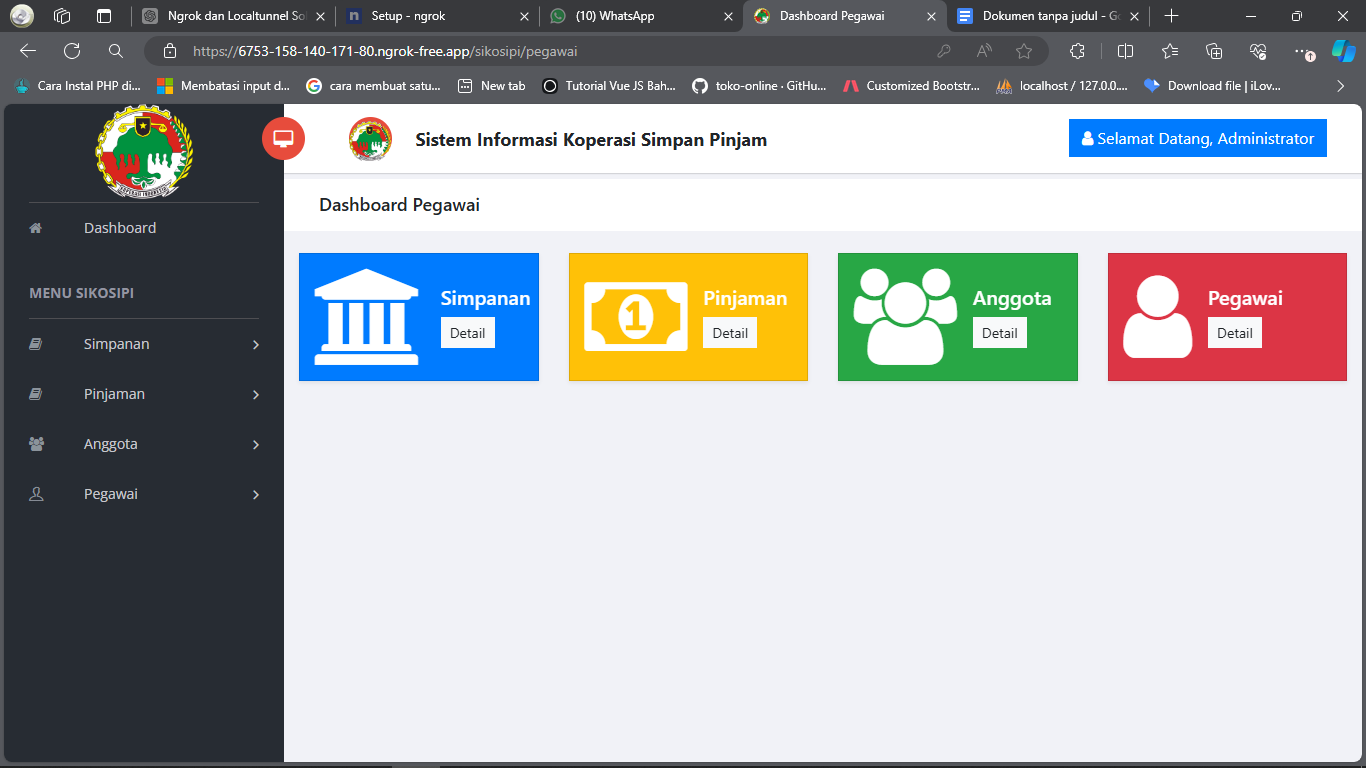 Ngrok dan Localtunnel So
Setup - ngrok
(10) WhatsApp
Dashboard Pegawai
Dokumen tanpa judul - Go
https://6753-158-140-171-80.ngrok-free.app/sikosipi/pegawai
Cara Instal PHP di...
Membatasi input d...
cara membuat satu...
New tab
Tutorial Vue JS Bah...
toko-online · GitHu...
Customized Bootstr...
localhost / 127.0.0....
Download file | iLov...
Sistem Informasi Koperasi Simpan Pinjam
Selamat Datang, Administrator
Dashboard Pegawai
Dashboard
MENU SIKOSIPI
Simpanan
Pinjaman
Anggota
Pegawai
Simpanan
Detail
Pinjaman
1
Detail
Anggota
Detail
Pegawai
Detail